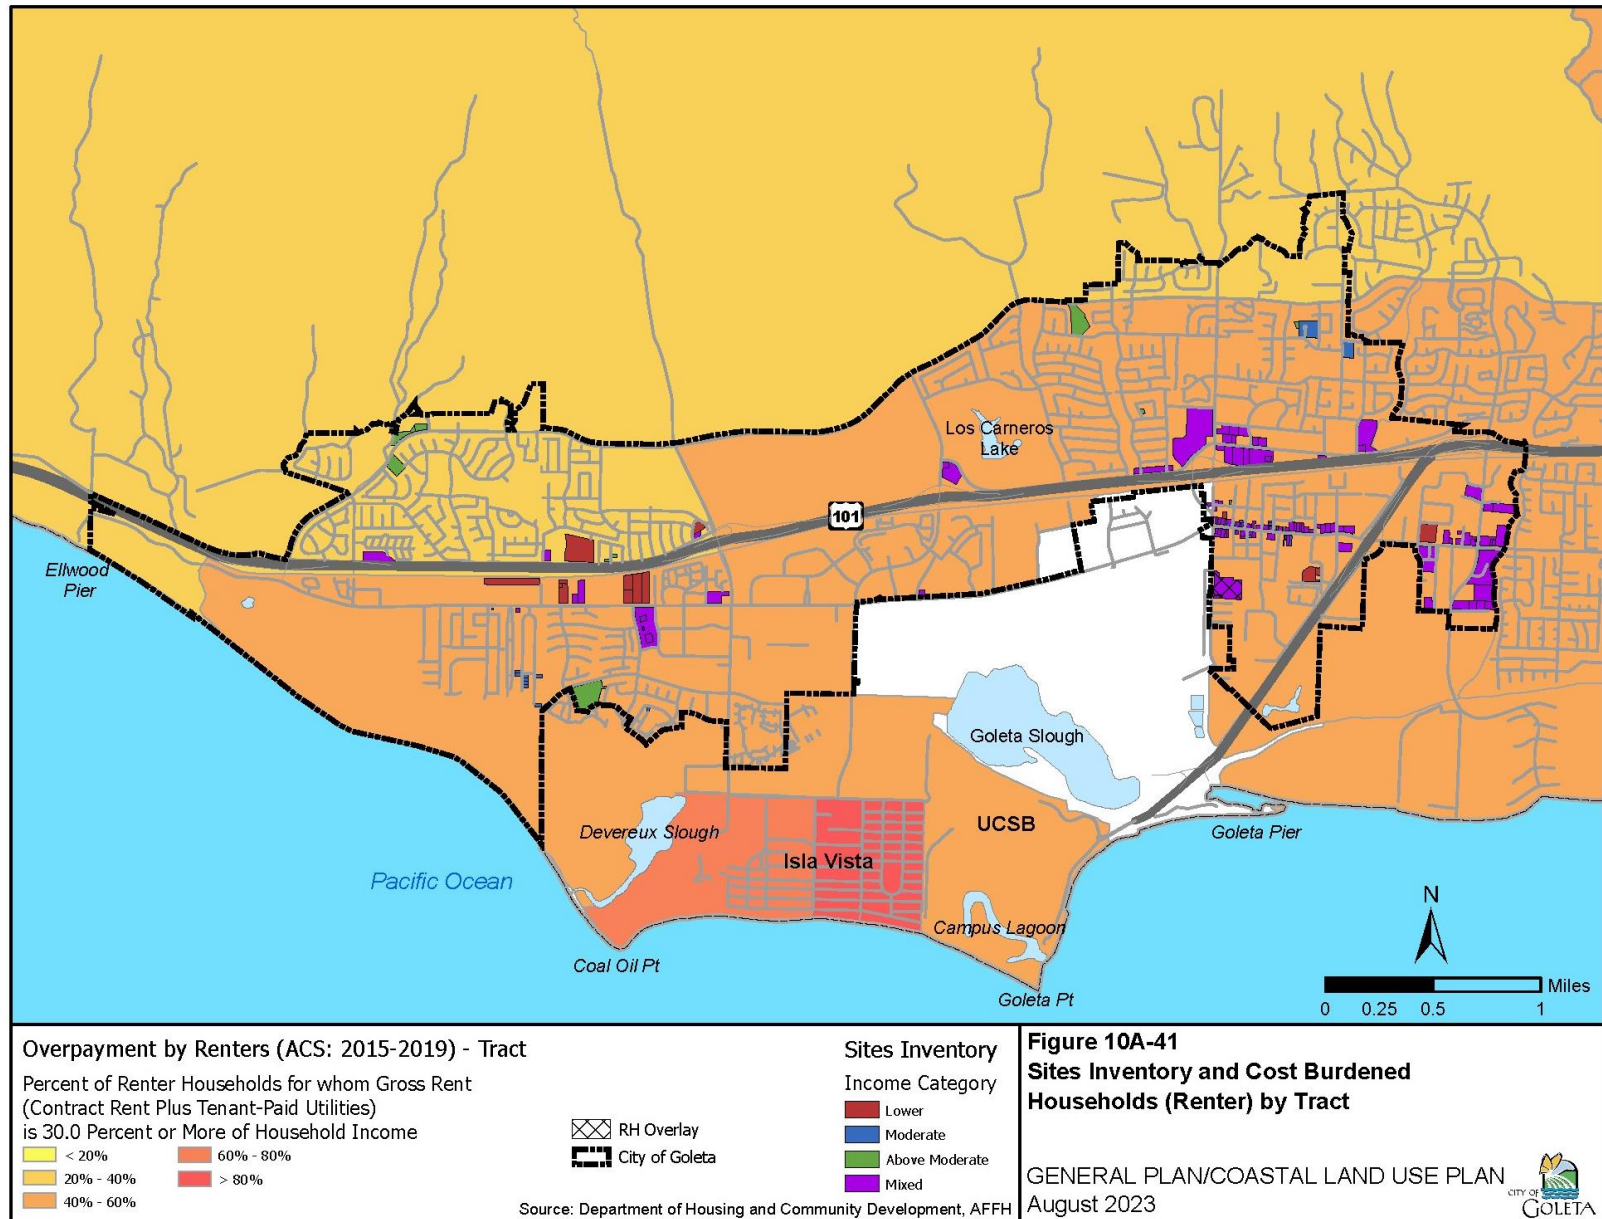 Los Carneros
Lake
101
Ellwood
Pier
Goleta Slough
Devereux Slough
UCSB
Goleta Pier
Isla Vista
Pacific Ocean
Campus Lagoon
Coal Oil Pt
Goleta Pt
N
Miles
0 0.25 0.5 1
Overpayment by Renters (ACS: 2015-2019) - Tract
Percent of Renter Households for whom Gross Rent
(Contract Rent Plus Tenant-Paid Utilities)
is 30.0 Percent or More of Household Income
< 20%
20% - 40%
40% - 60%
60% - 80%
> 80%
RH Overlay
City of Goleta
Sites Inventory
Income Category
Lower
Moderate
Above Moderate
Mixed
Source: Department of Housing and Community Development, AFFH
Figure 10A-41
Sites Inventory and Cost Burdened
Households (Renter) by Tract
GENERAL PLAN/COASTAL LAND USE PLAN
August 2023
CITY OF
GOLETA